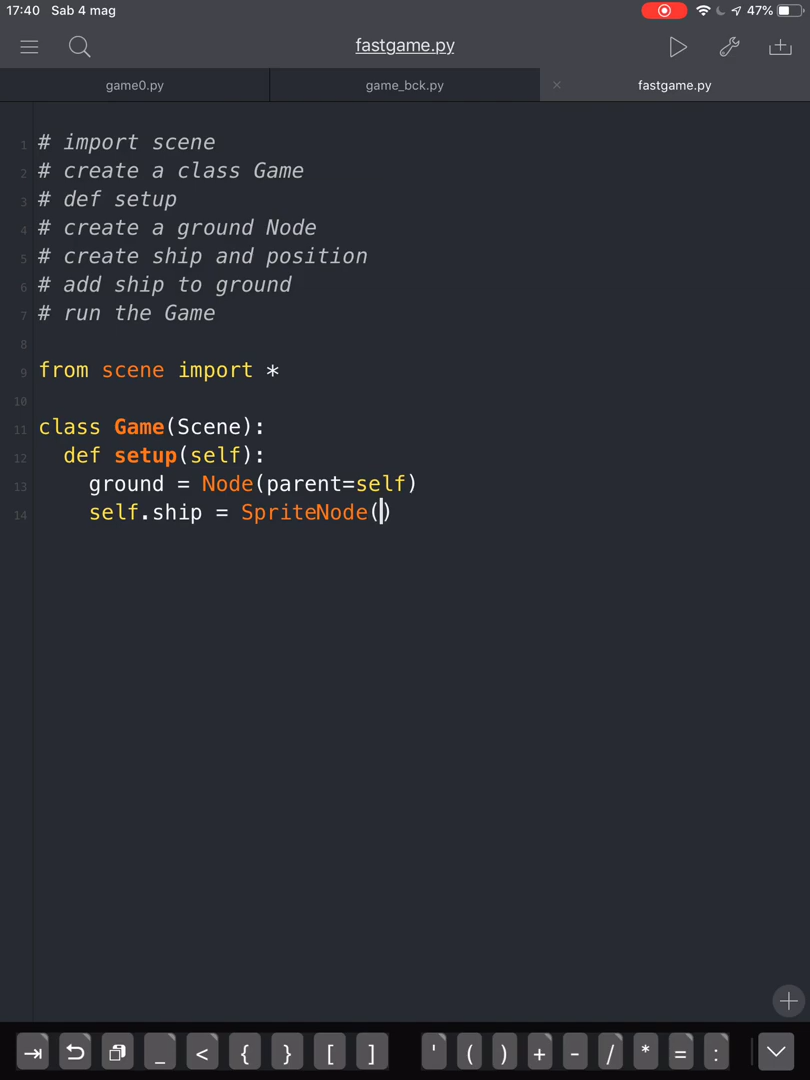 17:40 Sab 4 mag 47%
fastgame.py
game0.py game_bck.py × fastgame.py
1 # import scene
2 # create a class Game
3 # def setup
4 # create a ground Node
5 # create ship and position
6 # add ship to ground
7 # run the Game
8
9 from scene import *
10
11 class Game(Scene):
12 def setup(self):
13 ground = Node(parent=self)
14 self.ship = SpriteNode()
_ < { } [ ] ' ( ) + - / * = :